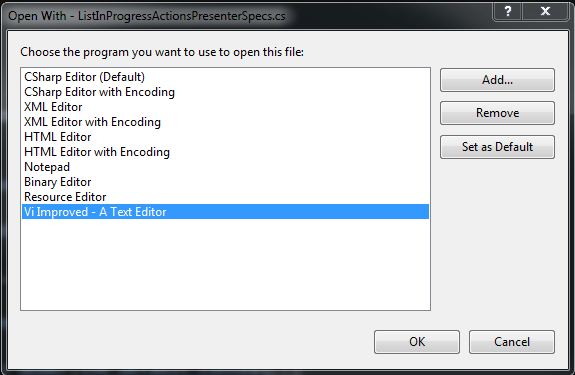 Open With - ListInProgressActionsPresenterSpecs.cs
Choose the program you want to use to open this file:
CSharp Editor (Default)
CSharp Editor with Encoding
XML Editor
XML Editor with Encoding
HTML Editor
HTML Editor with Encoding
Notepad
Binary Editor
Resource Editor
Vi Improved - A Text Editor
Add...
Remove
Set as Default
OK
Cancel